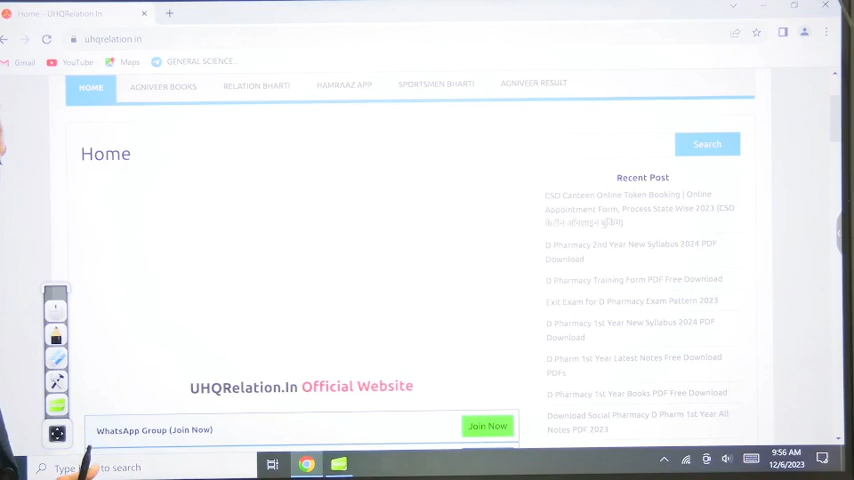 Home - UHQRelation.In
uhqrelation.in
Gmail YouTube Maps GENERAL SCIENCE...
HOME AGNIVEER BOOKS RELATION BHARTI HAMRAAZ APP SPORTSMEN BHARTI AGNIVEER RESULT
Home
Search
Recent Post
CSD Canteen Online Token Booking | Online
Appointment Form, Process State Wise 2023 (CSD
कैंटीन ऑनलाइन बुकिंग)
D Pharmacy 2nd Year New Syllabus 2024 PDF
Download
D Pharmacy Training Form PDF Free Download
Exit Exam for D Pharmacy Exam Pattern 2023
D Pharmacy 1st Year New Syllabus 2024 PDF
Download
D Pharm 1st Year Latest Notes Free Download
PDFs
D Pharmacy 1st Year Books PDF Free Download
Download Social Pharmacy D Pharm 1st Year All
Notes PDF 2023
UHQRelation.In Official Website
WhatsApp Group (Join Now)
Join Now
Type here to search
9:56 AM
12/6/2023